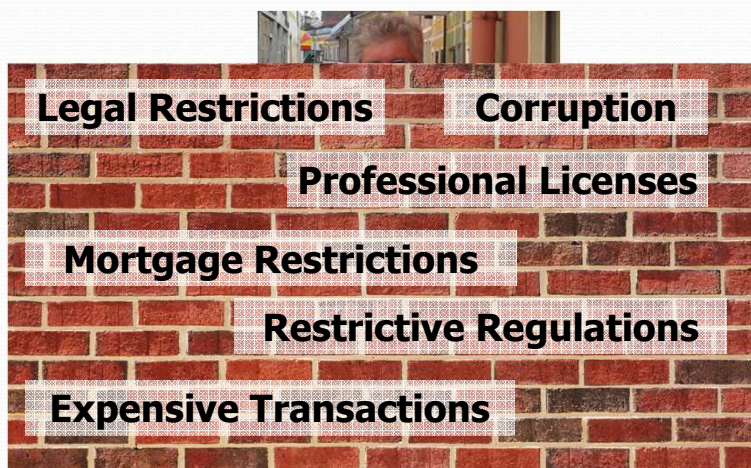 Legal Restrictions
Corruption
Professional Licenses
Mortgage Restrictions
Restrictive Regulations
Expensive Transactions